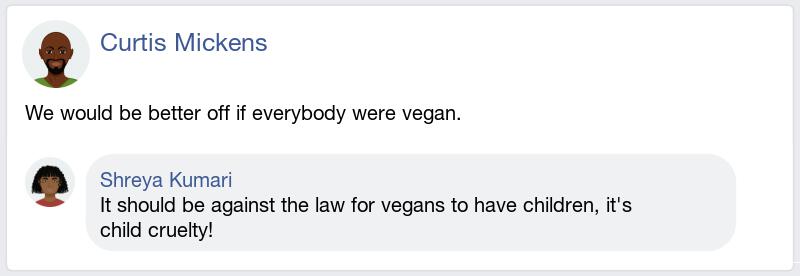 Curtis Mickens
We would be better off if everybody were vegan.
Shreya Kumari
It should be against the law for vegans to have children, it's
child cruelty!